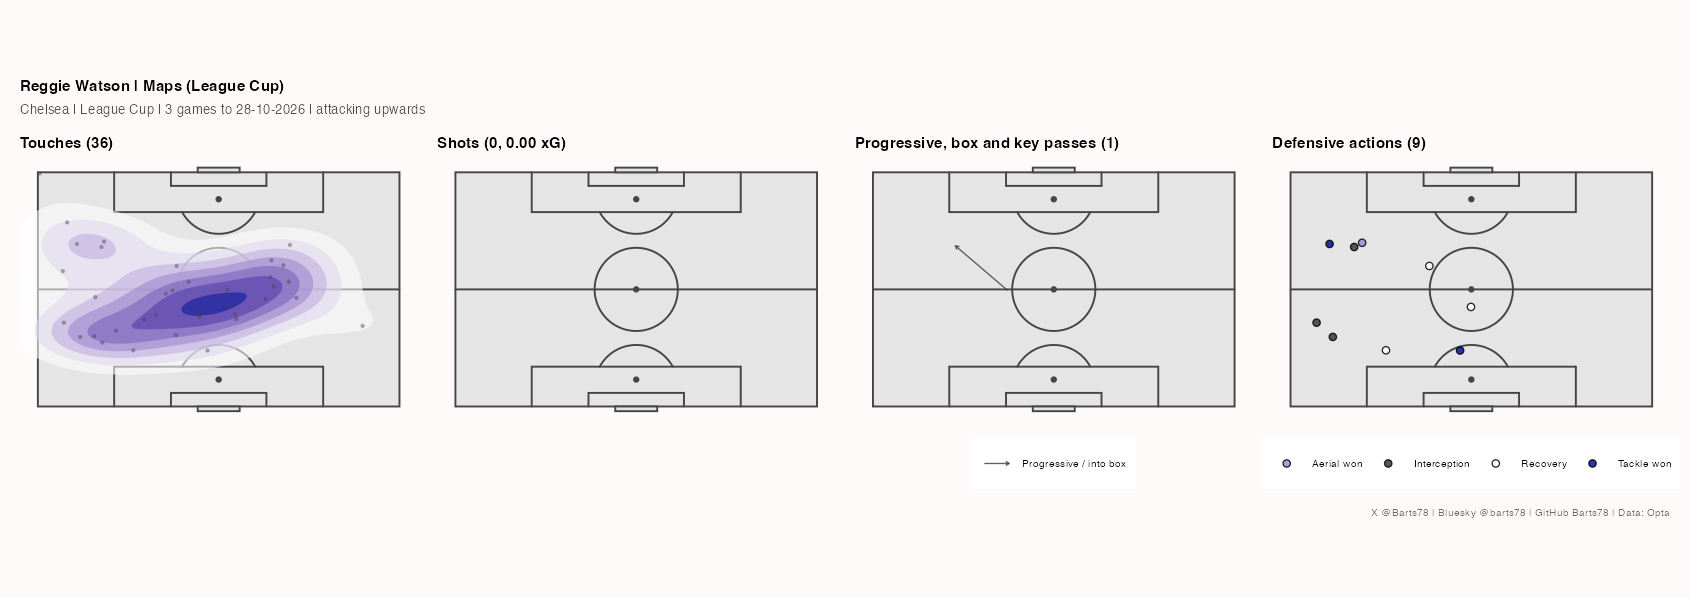 Reggie Watson | Maps (League Cup)
Chelsea | League Cup | 3 games to 28-10-2026 | attacking upwards
Touches (36)
Shots (0, 0.00 xG)
Progressive, box and key passes (1)
Defensive actions (9)
Progressive / into box
Aerial won
Interception
Recovery
Tackle won
X @Barts78 | Bluesky @barts78 | GitHub Barts78 | Data: Opta